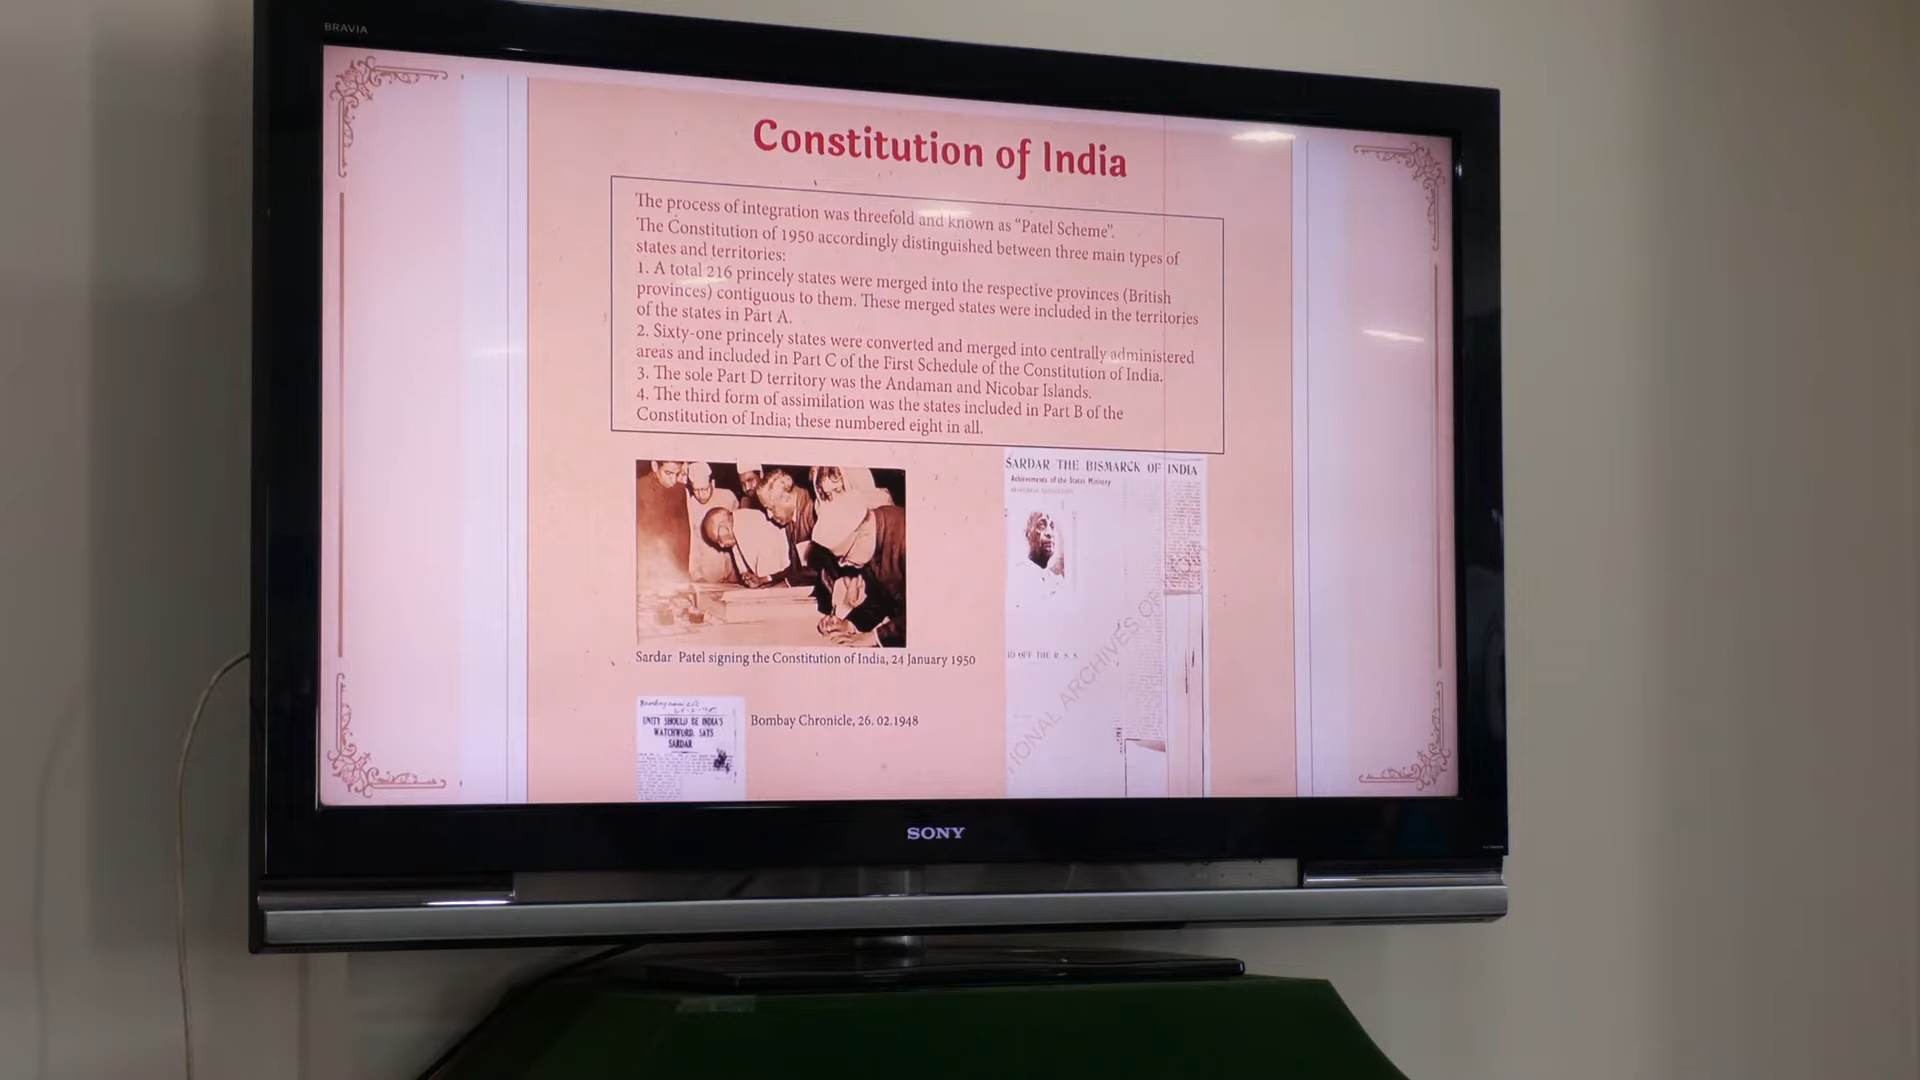 BRAVIA
Constitution of India
The process of integration was threefold and known as “Patel Scheme”.
The Constitution of 1950 accordingly distinguished between three main types of
states and territories:
1. A total 216 princely states were merged into the respective provinces (British
provinces) contiguous to them. These merged states were included in the territories
of the states in Part A.
2. Sixty-one princely states were converted and merged into centrally administered
areas and included in Part C of the First Schedule of the Constitution of India.
3. The sole Part D territory was the Andaman and Nicobar Islands.
4. The third form of assimilation was the states included in Part B of the
Constitution of India; these numbered eight in all.
SARDAR THE BISMARCK OF INDIA
Achievements of the States Ministry
OFF THE R. S. S.
IONAL ARCHIVES OF
Sardar Patel signing the Constitution of India, 24 January 1950
UNITY SHOULD BE INDIA'S
WATCHWORD, SAYS
SARDAR
Bombay Chronicle, 26. 02.1948
SONY